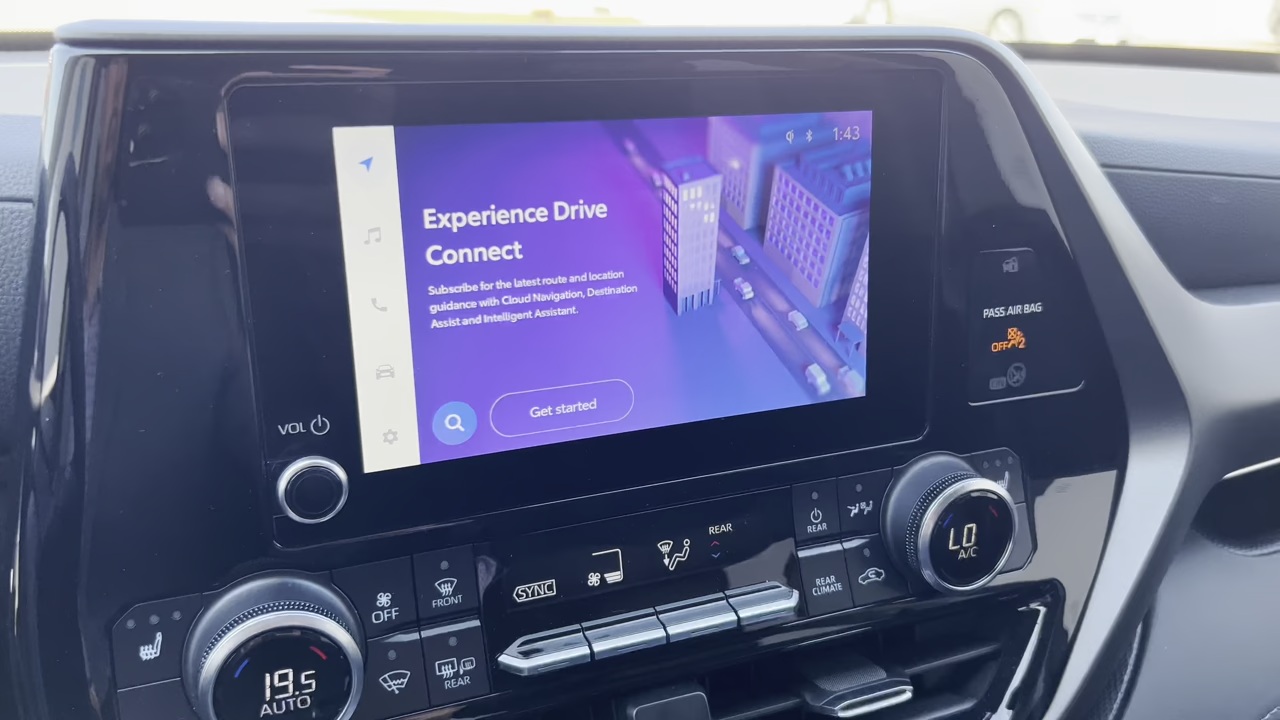 1:43
Experience Drive
Connect
Subscribe for the latest route and location
guidance with Cloud Navigation, Destination
Assist and Intelligent Assistant.
Get started
PASS AIR BAG
OFF
2
VOL
REAR
SYNC
OFF
FRONT
REAR
REAR
REAR
CLIMATE
LO
A/C
19.5
AUTO